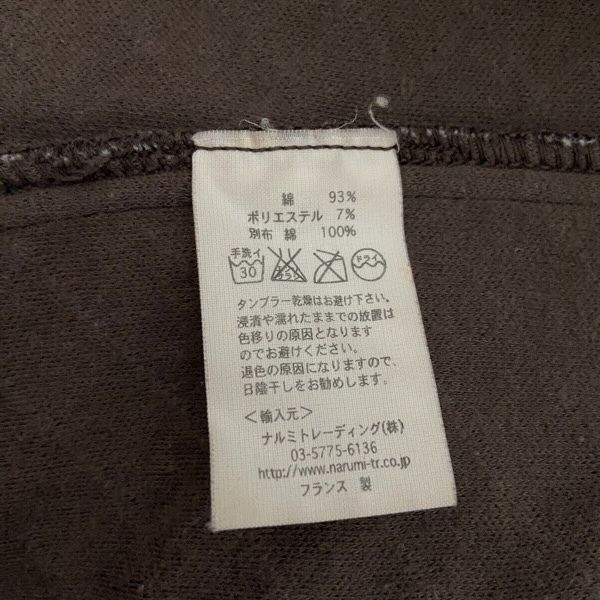 綿 93%
ポリエステル 7%
別布 綿 100%
手洗イ 30 エンソサラシ ドライ
タンブラー乾燥はお避け下さい。
浸漬や濡れたままでの放置は
色移りの原因となります
のでお避けください。
退色の原因になりますので、
日陰干しをお勧めします。
＜輸入元＞
ナルミトレーディング(株)
03-5775-6136
http://www.narumi-tr.co.jp
フランス 製